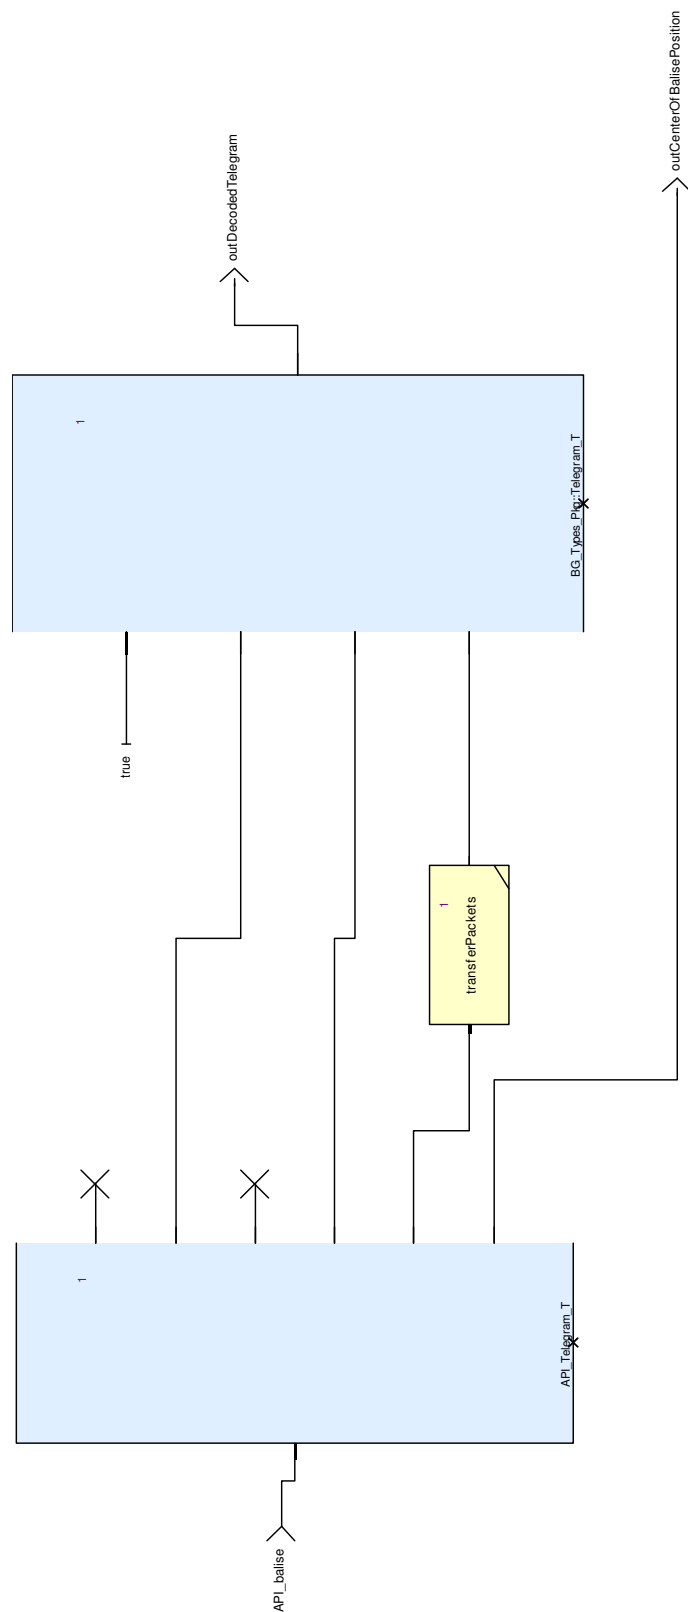 API_balise
1
API_Telegram_T
1
transferPackets
true
1
BG_Types_Pkg::Telegram_T
outDecodedTelegram
outCenterOfBalisePosition